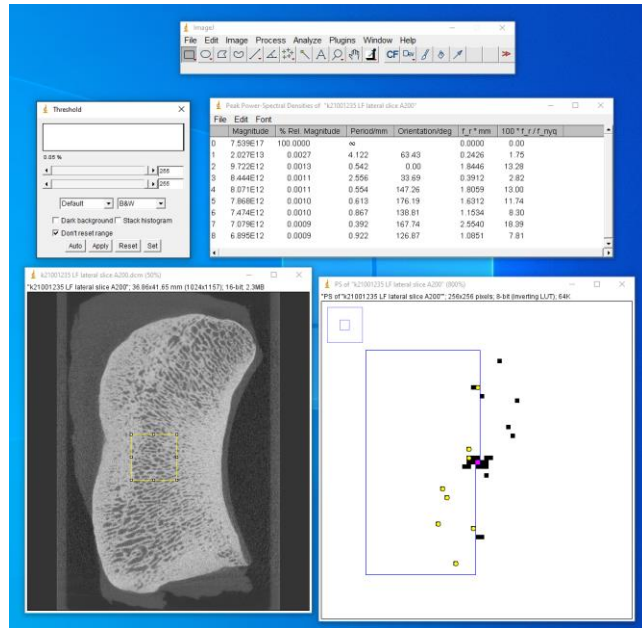 ImageJ
File Edit Image Process Analyze Plugins Window Help
CF Dev
Threshold
0.05 %
255
255
Default B&W
Dark background Stack histogram
Don't reset range
Auto Apply Reset Set
Peak Power-Spectral Densities of "k21001235 LF lateral slice A200"
File Edit Font
Magnitude % Rel. Magnitude Period/mm Orientation/deg f_r * mm 100 * f_r / f_nyq
0 7.539E17 100.0000 ∞ 0.0000 0.00
1 2.027E13 0.0027 4.122 63.43 0.2426 1.75
2 9.722E12 0.0013 0.542 0.00 1.8446 13.28
3 8.444E12 0.0011 2.556 33.69 0.3912 2.82
4 8.071E12 0.0011 0.554 147.26 1.8059 13.00
5 7.868E12 0.0010 0.613 176.19 1.6312 11.74
6 7.474E12 0.0010 0.867 138.81 1.1534 8.30
7 7.079E12 0.0009 0.392 167.74 2.5540 18.39
8 6.895E12 0.0009 0.922 126.87 1.0851 7.81
k21001235 LF lateral slice A200.dcm (50%)
"k21001235 LF lateral slice A200"; 36.86x41.65 mm (1024x1157); 16-bit; 2.3MB
PS of "k21001235 LF lateral slice A200" (800%)
"PS of "k21001235 LF lateral slice A200""; 256x256 pixels; 8-bit (inverting LUT); 64K